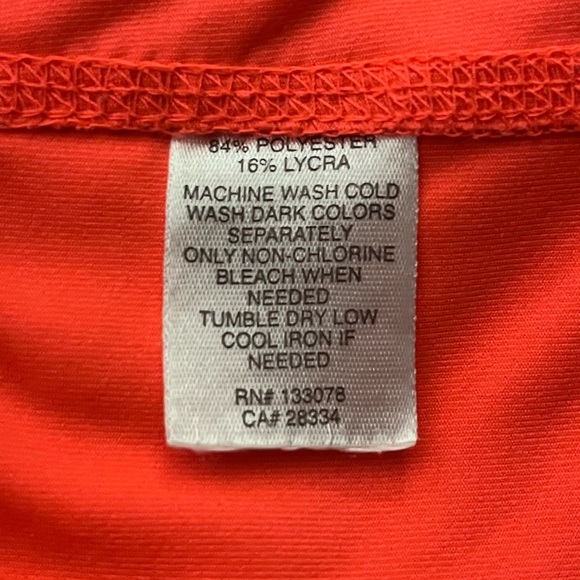 84% POLYESTER
16% LYCRA
MACHINE WASH COLD
WASH DARK COLORS
SEPARATELY
ONLY NON-CHLORINE
BLEACH WHEN
NEEDED
TUMBLE DRY LOW
COOL IRON IF
NEEDED
RN# 133078
CA# 28334